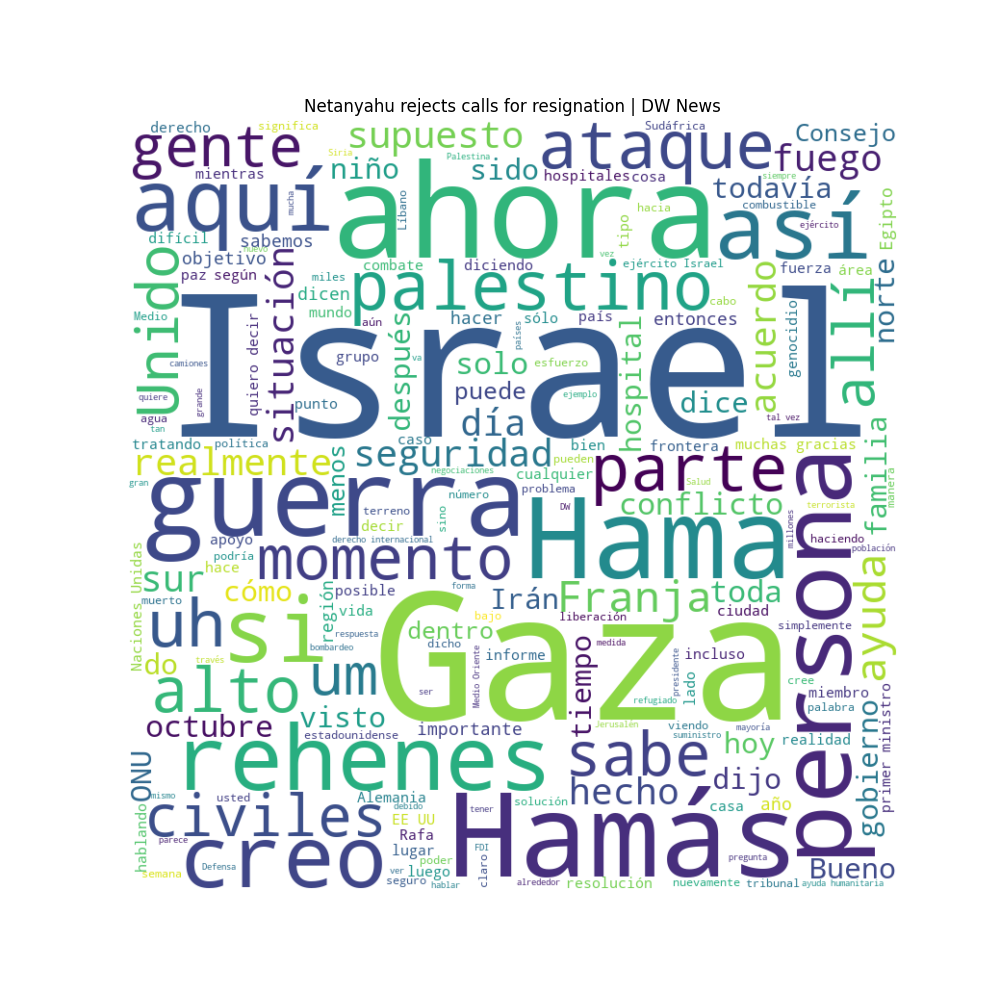 Netanyahu rejects calls for resignation | DW News
derecho
significa
supuesto
ataque
Sudáfrica
Consejo
gente
Siria
niño
sido
Palestina
hospitales
cosa
fuego
mientras
aquí
mucha
ahora
Líbano
hacia
todavía
siempre
combustible
así
ejército
Egipto
difícil
sabemos
nuevo
tipo
vez
objetivo
Unido
situación
paz
según
combate
diciendo
ejército Israel
fuerza
área
norte
miles
dicen
palestino
cabo
acuerdo
allí
Medio
mundo
aún
Israel
hacer
sólo
país
países
entonces
genocidio
camiones
quiero decir
grupo
después
va
solo
esfuerzo
hospital
quiere
grande
punto
puede
ejemplo
dice
agua
tan
día
tal vez
tratando
política
caso
seguridad
bien
frontera
muchas gracias
familia
realmente
menos
negociaciones
pueden
cualquier
parte
persona
manera
gran
guerra
número
problema
Salud
terreno
sino
DW
conflicto
millones
terrorista
decir
Hama
apoyo
derecho internacional
haciendo
población
Naciones Unidas
podría
momento
hace
sur
cómo
región
posible
forma
Irán
Franja
toda
ayuda
muerto
vida
Gaza
liberación
ciudad
uh
si
bajo
simplemente
respuesta
dentro
dicho
medida
bombardeo
Medio Oriente
informe
tiempo
incluso
presidente
do
través
um
ser
lado
cree
miembro
primer ministro
alto
refugiado
palabra
octubre
visto
importante
Jerusalén
viendo
mayoría
gobierno
estadounidense
suministro
hoy
realidad
ONU
rehenes
sabe
dijo
mismo
usted
Alemania
debido
tener
solución
hecho
casa
año
hablando
civiles
EE UU
parece
Rafa
Hamás
creo
lugar
FDI
pregunta
Defensa
ver
poder
claro
Bueno
semana
seguro
luego
hablar
alrededor
resolución
nuevamente
tribunal
ayuda humanitaria